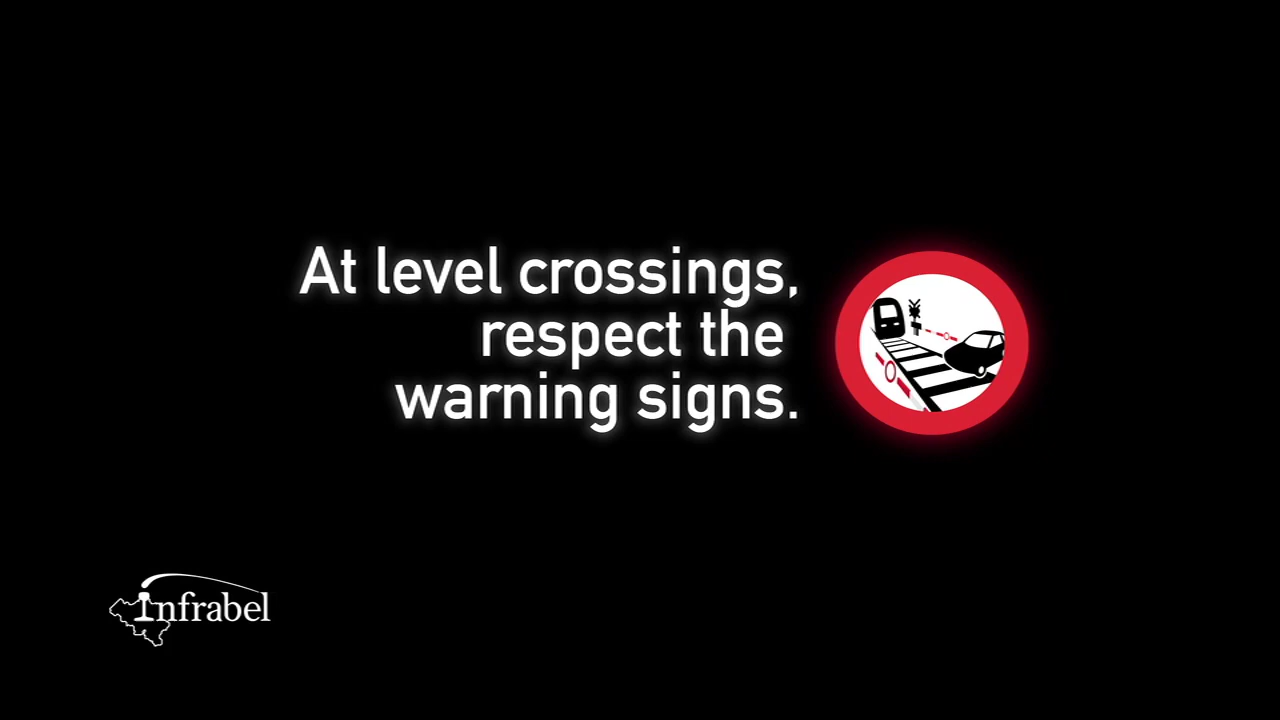 At level crossings,
respect the
warning signs.
infrabel